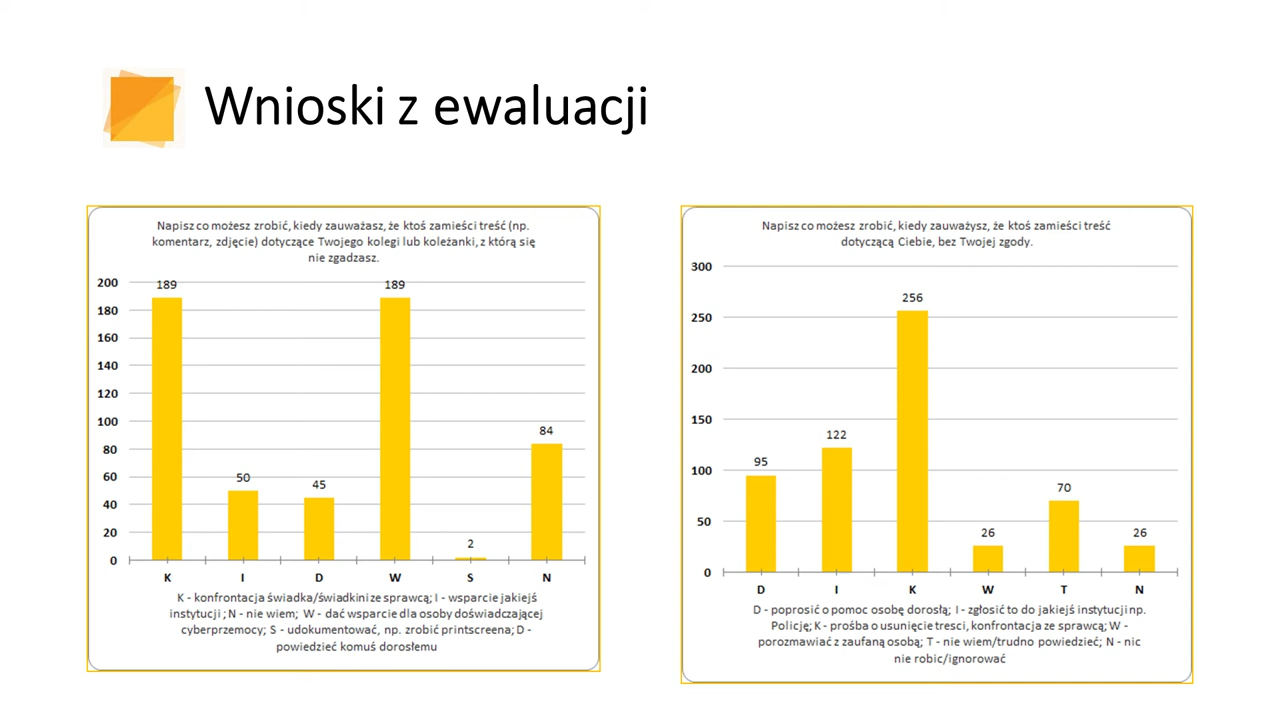 Wnioski z ewaluacji
Napisz co możesz zrobić, kiedy zauważasz, że ktoś zamieści treść (np.
komentarz, zdjęcie) dotyczące Twojego kolegi lub koleżanki, z którą się
nie zgadzasz.
200
180
160
140
120
100
80
60
40
20
0
189
50
45
189
2
84
K I D W S N
K - konfrontacja świadka/świadkini ze sprawcą; I - wsparcie jakiejś
instytucji ; N - nie wiem; W - dać wsparcie dla osoby doświadczającej
cyberprzemocy; S - udokumentować, np. zrobić printscreena; D -
powiedzieć komuś dorosłemu
Napisz co możesz zrobić, kiedy zauważysz, że ktoś zamieści treść
dotyczącą Ciebie, bez Twojej zgody.
300
250
200
150
100
50
0
95
122
256
26
70
26
D I K W T N
D - poprosić o pomoc osobę dorosłą; I - zgłosić to do jakiejś instytucji np.
Policję; K - prośba o usunięcie tresci, konfrontacja ze sprawcą; W -
porozmawiać z zaufaną osobą; T - nie wiem/trudno powiedzieć; N - nic
nie robic/ignorować